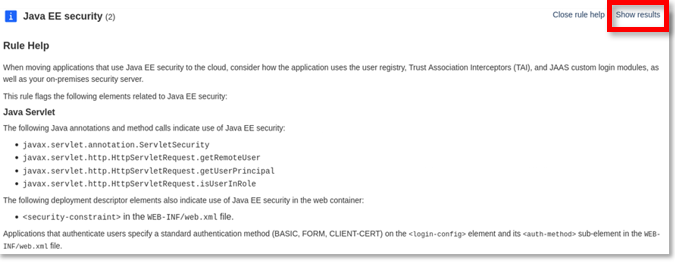 Java EE security (2)
Close rule help
Show results
Rule Help
When moving applications that use Java EE security to the cloud, consider how the application uses the user registry, Trust Association Interceptors (TAI), and JAAS custom login modules, as
well as your on-premises security server.
This rule flags the following elements related to Java EE security:
Java Servlet
The following Java annotations and method calls indicate use of Java EE security:
• javax.servlet.annotation.ServletSecurity
• javax.servlet.http.HttpServletRequest.getRemoteUser
• javax.servlet.http.HttpServletRequest.getUserPrincipal
• javax.servlet.http.HttpServletRequest.isUserInRole
The following deployment descriptor elements also indicate use of Java EE security in the web container:
• <security-constraint> in the WEB-INF/web.xml file.
Applications that authenticate users specify a standard authentication method (BASIC, FORM, CLIENT-CERT) on the <login-config> element and its <auth-method> sub-element in the WEB-
INF/web.xml file.